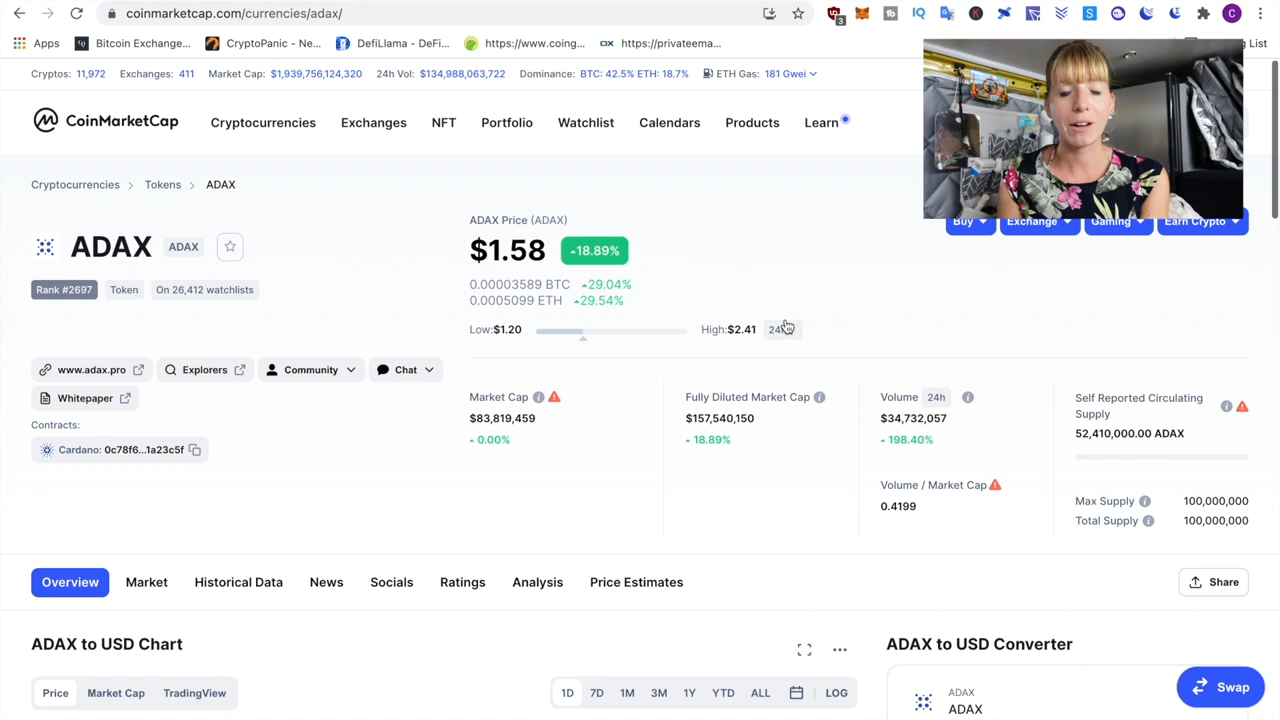 coinmarketcap.com/currencies/adax/
3
IQ
S
C
Apps
Bitcoin Exchange...
CryptoPanic - Ne...
DefiLlama - DeFi...
https://www.coing...
https://privateema...
Cryptos: 11,972 Exchanges: 411 Market Cap: $1,939,756,124,320 24h Vol: $134,988,063,722 Dominance: BTC: 42.5% ETH: 18.7% ETH Gas: 181 Gwei
CoinMarketCap Cryptocurrencies Exchanges NFT Portfolio Watchlist Calendars Products Learn
Cryptocurrencies > Tokens > ADAX
ADAX Price (ADAX)
Buy Exchange Gaming Earn Crypto
ADAX ADAX
$1.58 18.89%
Rank #2697 Token On 26,412 watchlists
0.00003589 BTC 29.04%
0.0005099 ETH 29.54%
Low:$1.20 High:$2.41
www.adax.pro Explorers Community Chat
Whitepaper
Contracts:
Cardano: 0c78f6...1a23c5f
Market Cap
$83,819,459
0.00%
Fully Diluted Market Cap
$157,540,150
18.89%
Volume 24h
$34,732,057
198.40%
Volume / Market Cap
0.4199
Self Reported Circulating
Supply
52,410,000.00 ADAX
Max Supply 100,000,000
Total Supply 100,000,000
Overview Market Historical Data News Socials Ratings Analysis Price Estimates Share
ADAX to USD Chart
Price Market Cap TradingView 1D 7D 1M 3M 1Y YTD ALL LOG
ADAX to USD Converter
ADAX
ADAX
Swap